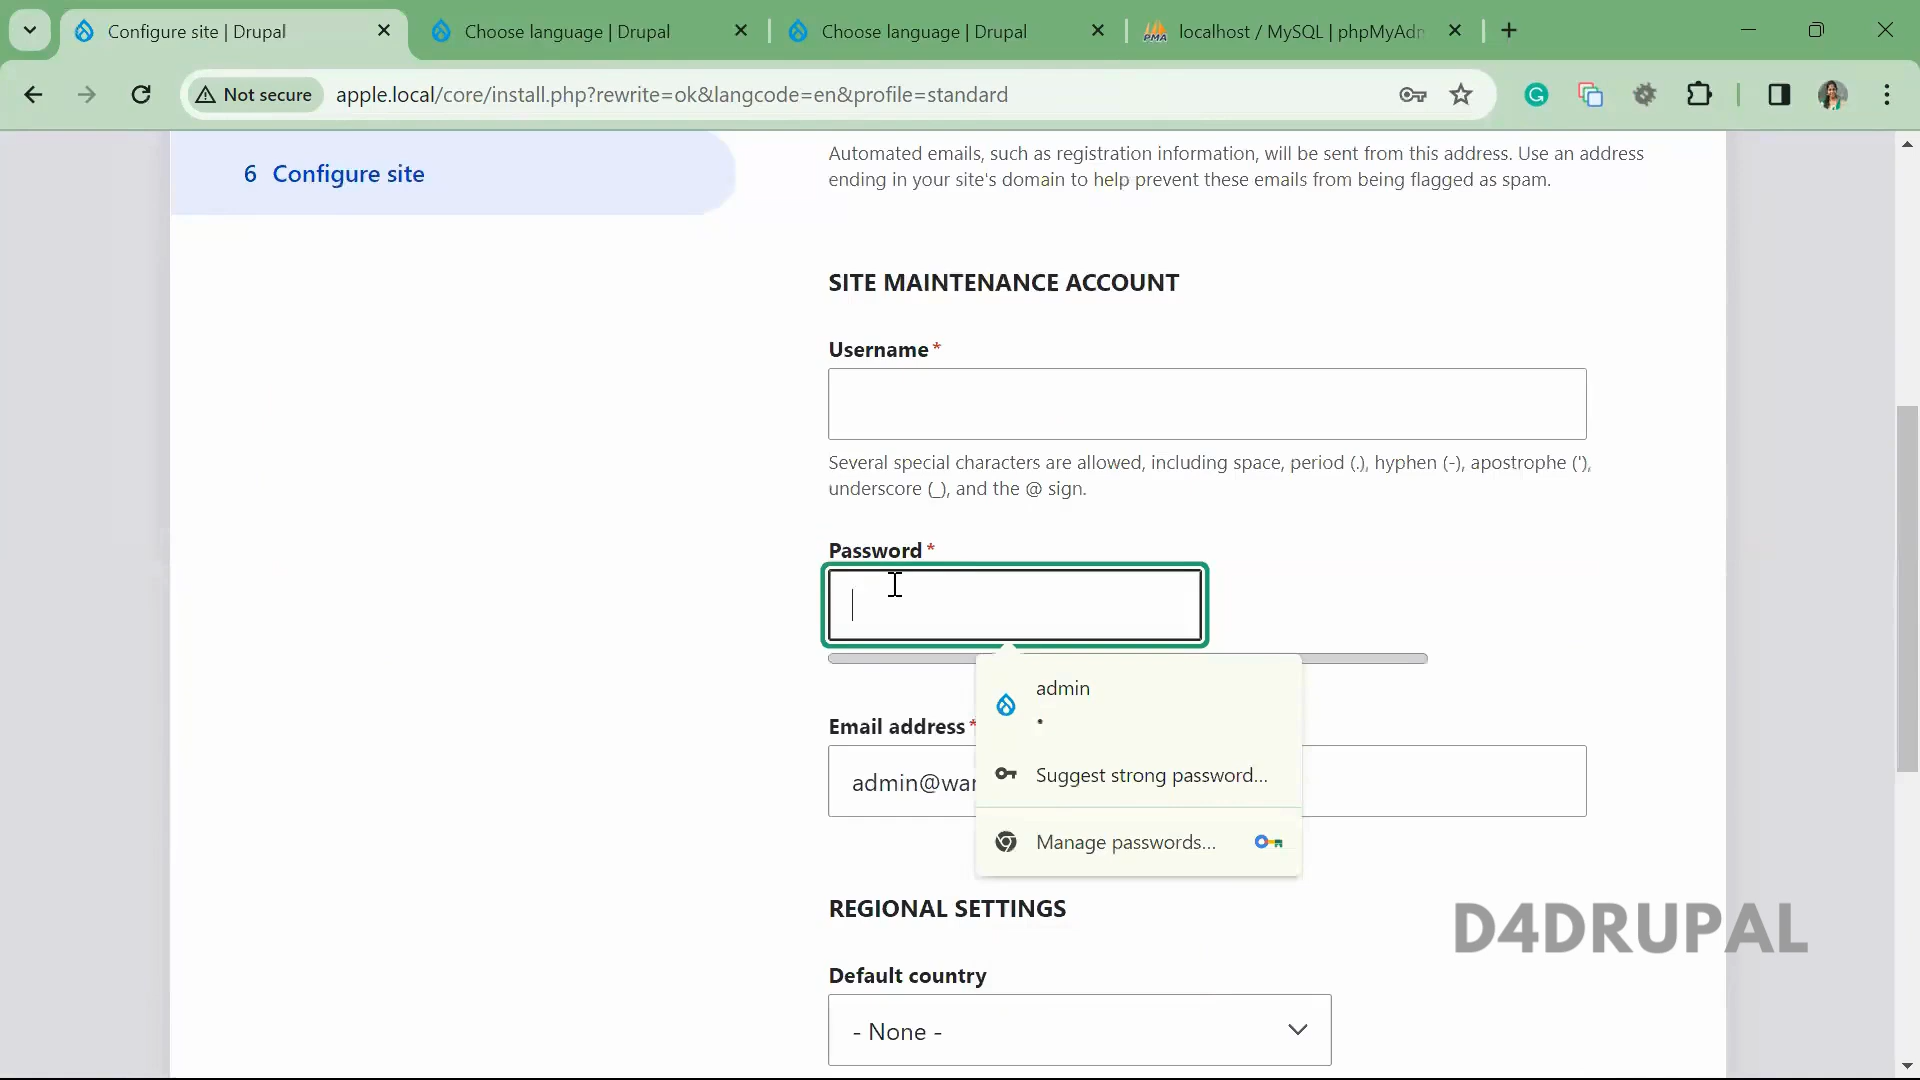 Configure site | Drupal
Choose language | Drupal
Choose language | Drupal
localhost / MySQL | phpMyAdm
Not secure
apple.local/core/install.php?rewrite=ok&langcode=en&profile=standard
6 Configure site
Automated emails, such as registration information, will be sent from this address. Use an address
ending in your site's domain to help prevent these emails from being flagged as spam.
SITE MAINTENANCE ACCOUNT
Username *
Several special characters are allowed, including space, period (.), hyphen (-), apostrophe ('),
underscore (_), and the @ sign.
Password *
admin
•
Suggest strong password...
Manage passwords...
Email address *
admin@war
REGIONAL SETTINGS
Default country
- None -
D4DRUPAL